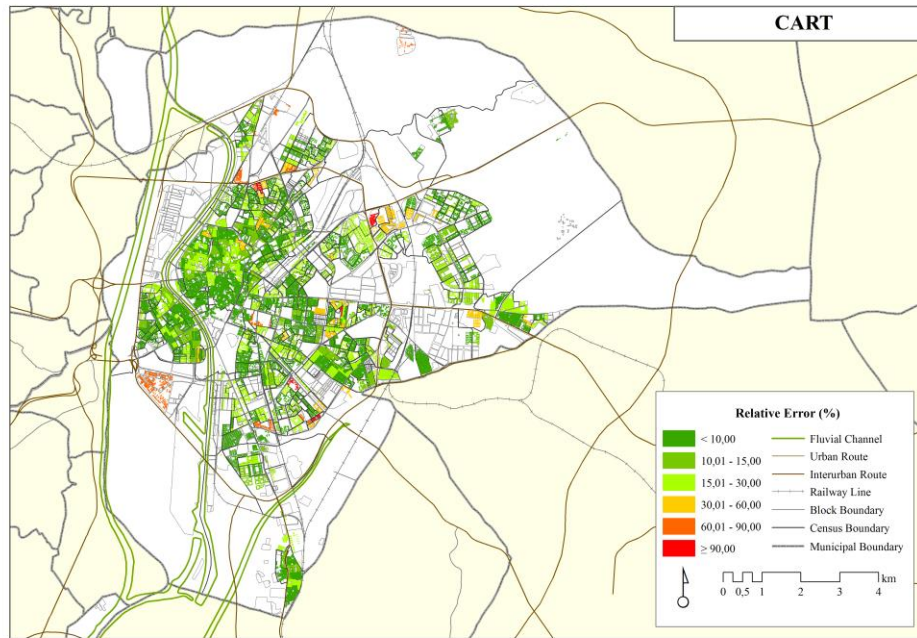 CART
Relative Error (%)
< 10,00
10,01 - 15,00
15,01 - 30,00
30,01 - 60,00
60,01 - 90,00
≥ 90,00
Fluvial Channel
Urban Route
Interurban Route
Railway Line
Block Boundary
Census Boundary
Municipal Boundary
km
0 0,5 1 2 3 4